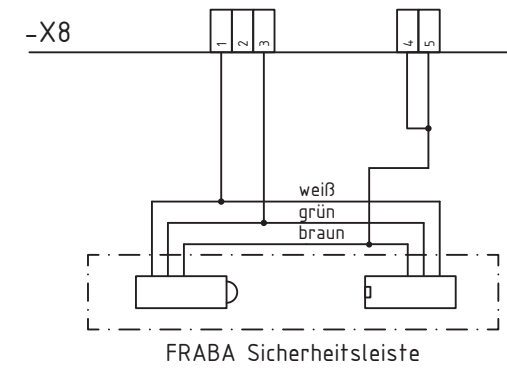 -X8
1 2 3
4 5
weiß
grün
braun
FRABA Sicherheitsleiste